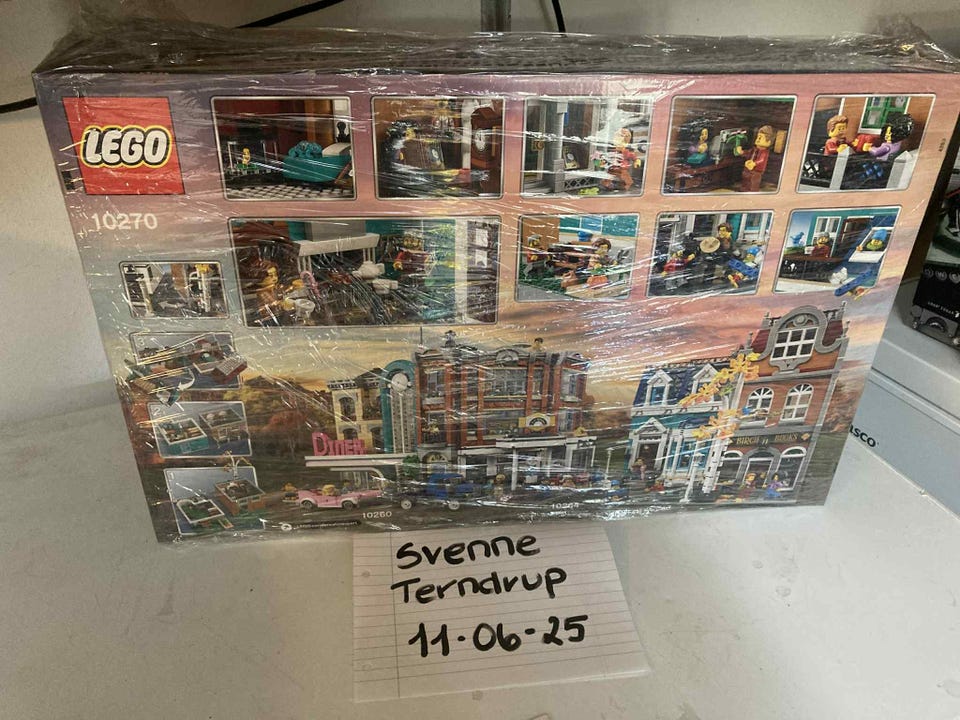 LEGO
10270
DINER
BIRCH BOOKS
10260
Svenne
Terndrup
11-06-25